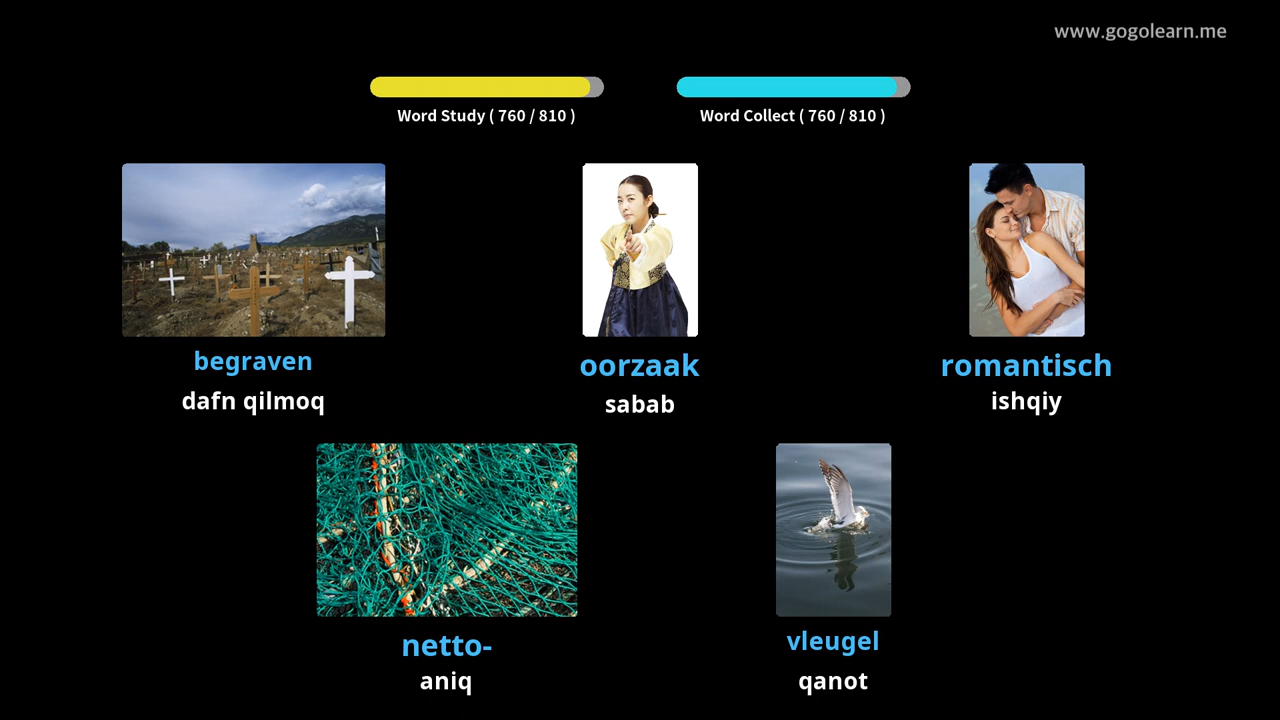 www.gogolearn.me
Word Study ( 760 / 810 )
Word Collect ( 760 / 810 )
begraven
dafn qilmoq
oorzaak
sabab
romantisch
ishqiy
netto-
aniq
vleugel
qanot